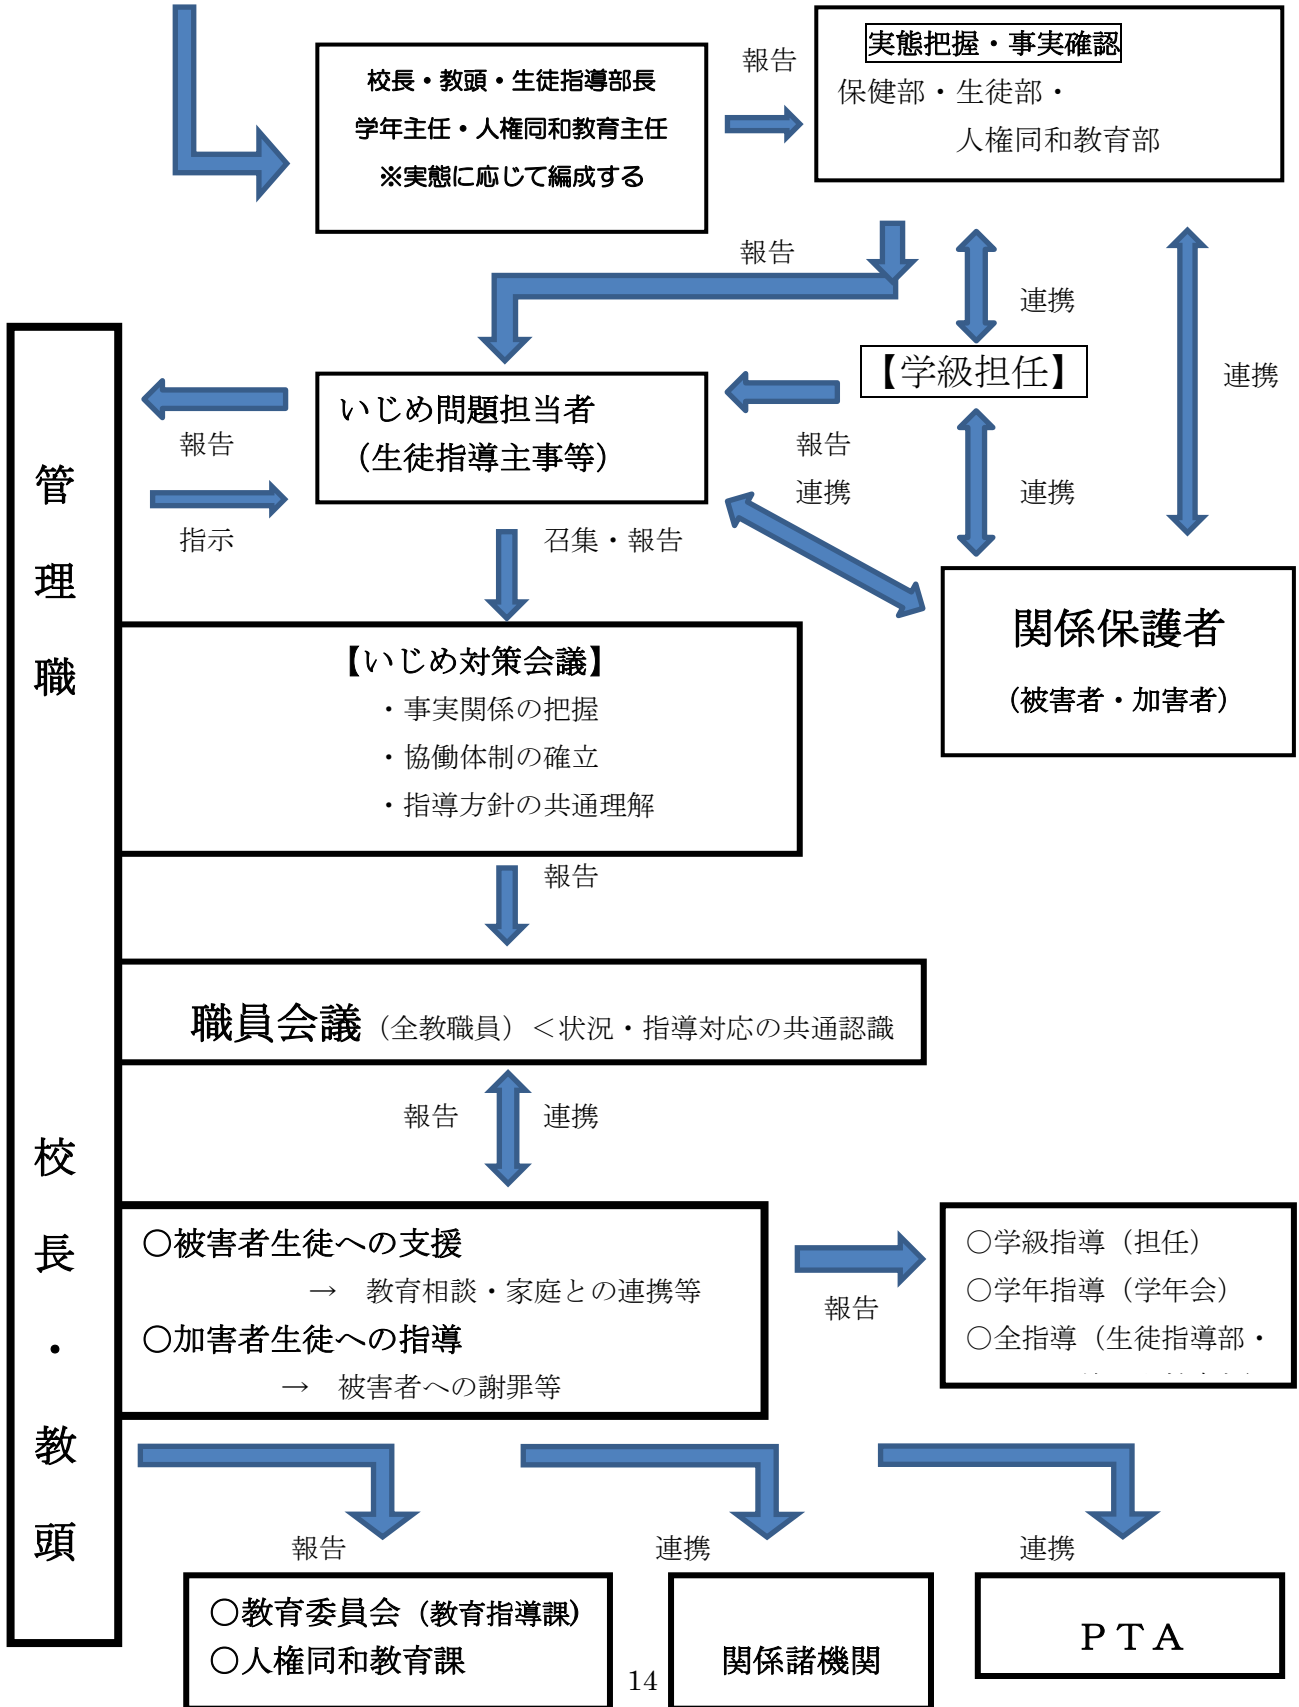 校長・教頭・生徒指導部長
学年主任・人権同和教育主任
※実態に応じて編成する
報告
実態把握・事実確認
保健部・生徒部・
人権同和教育部
報告
連携
連携
【学級担任】
いじめ問題担当者
（生徒指導主事等）
報告
指示
報告
連携
連携
召集・報告
関係保護者
（被害者・加害者）
管理職　校長・教頭
【いじめ対策会議】
・事実関係の把握
・協働体制の確立
・指導方針の共通理解
報告
職員会議（全教職員）＜状況・指導対応の共通認識
報告　連携
○被害者生徒への支援
→　教育相談・家庭との連携等
○加害者生徒への指導
→　被害者への謝罪等
報告
○学級指導（担任）
○学年指導（学年会）
○全指導（生徒指導部・
報告
連携
連携
○教育委員会（教育指導課）
○人権同和教育課
関係諸機関
ＰＴＡ
14